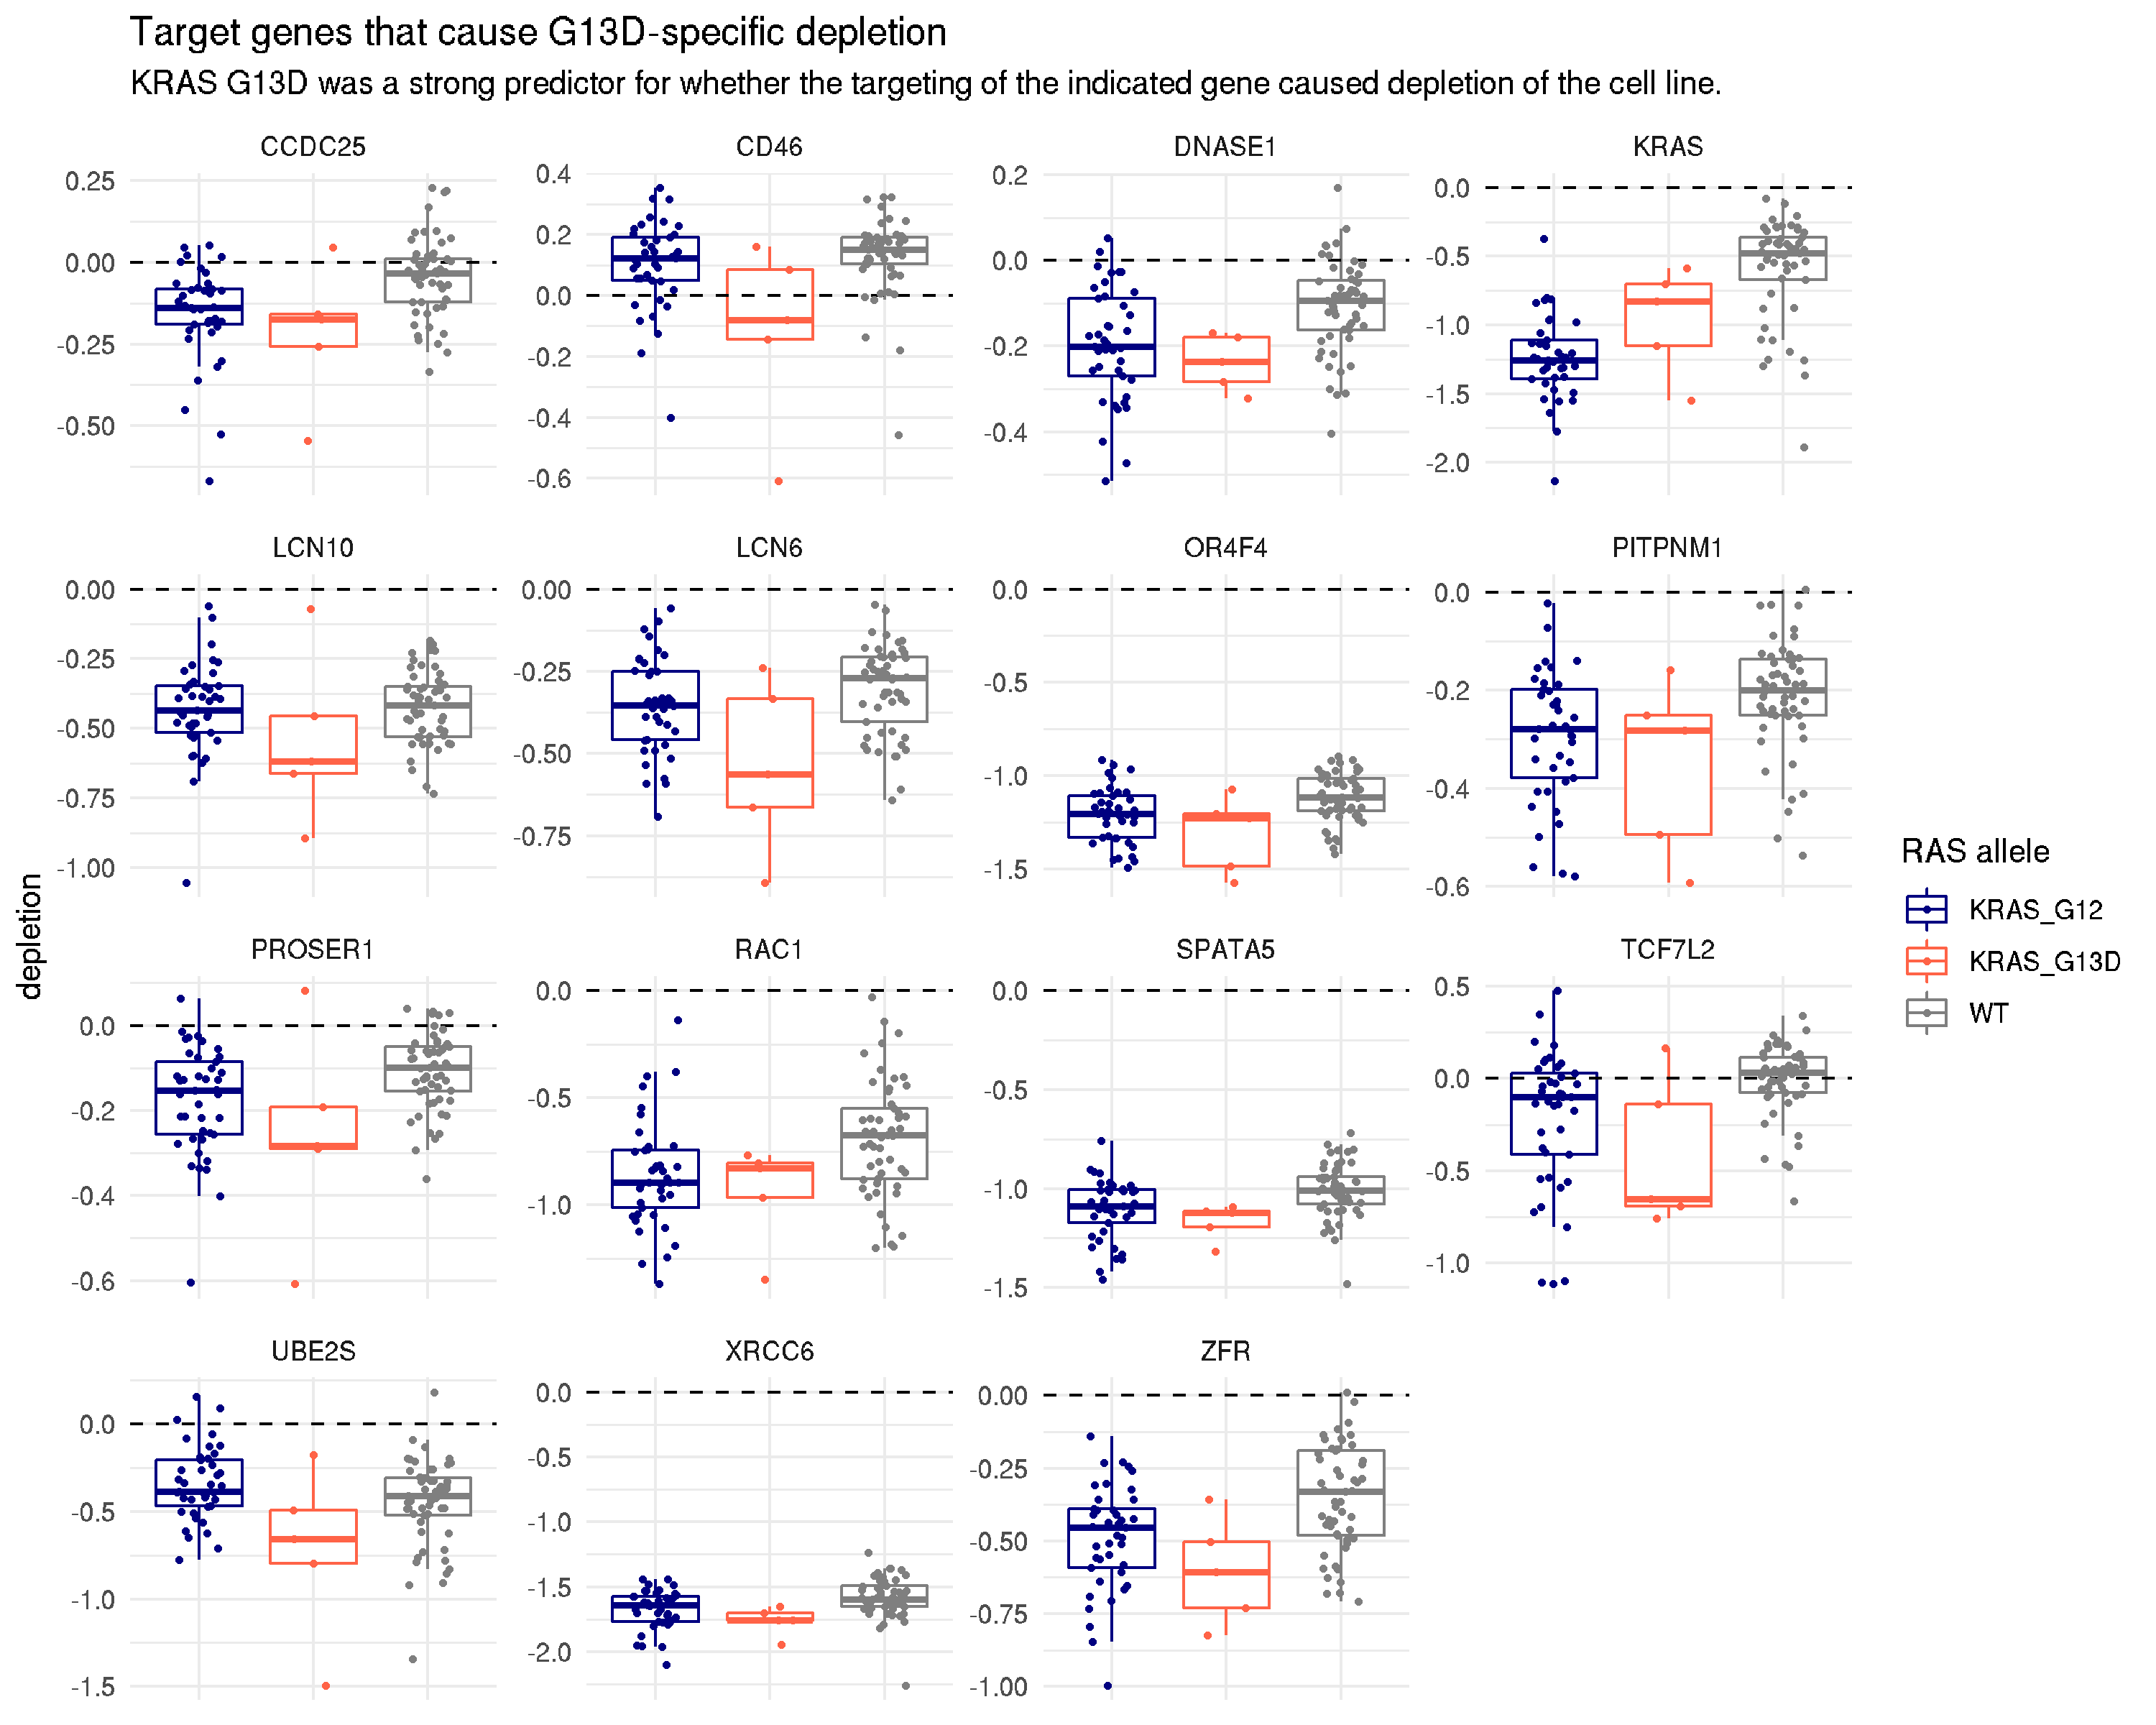 Target genes that cause G13D-specific depletion
KRAS G13D was a strong predictor for whether the targeting of the indicated gene caused depletion of the cell line.
CCDC25
0.25
0.00
-0.25
-0.50
CD46
0.4
0.2
0.0
-0.2
-0.4
-0.6
DNASE1
0.2
0.0
-0.2
-0.4
KRAS
0.0
-0.5
-1.0
-1.5
-2.0
LCN10
0.00
-0.25
-0.50
-0.75
-1.00
LCN6
0.00
-0.25
-0.50
-0.75
OR4F4
0.0
-0.5
-1.0
-1.5
PITPNM1
0.0
-0.2
-0.4
-0.6
PROSER1
0.0
-0.2
-0.4
-0.6
RAC1
0.0
-0.5
-1.0
SPATA5
0.0
-0.5
-1.0
-1.5
TCF7L2
0.5
0.0
-0.5
-1.0
UBE2S
0.0
-0.5
-1.0
-1.5
XRCC6
0.0
-0.5
-1.0
-1.5
-2.0
ZFR
0.00
-0.25
-0.50
-0.75
-1.00
depletion
RAS allele
KRAS_G12
KRAS_G13D
WT